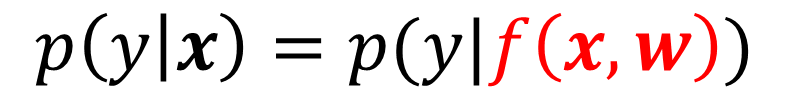 p(y|x) = p(y|f(x, w))